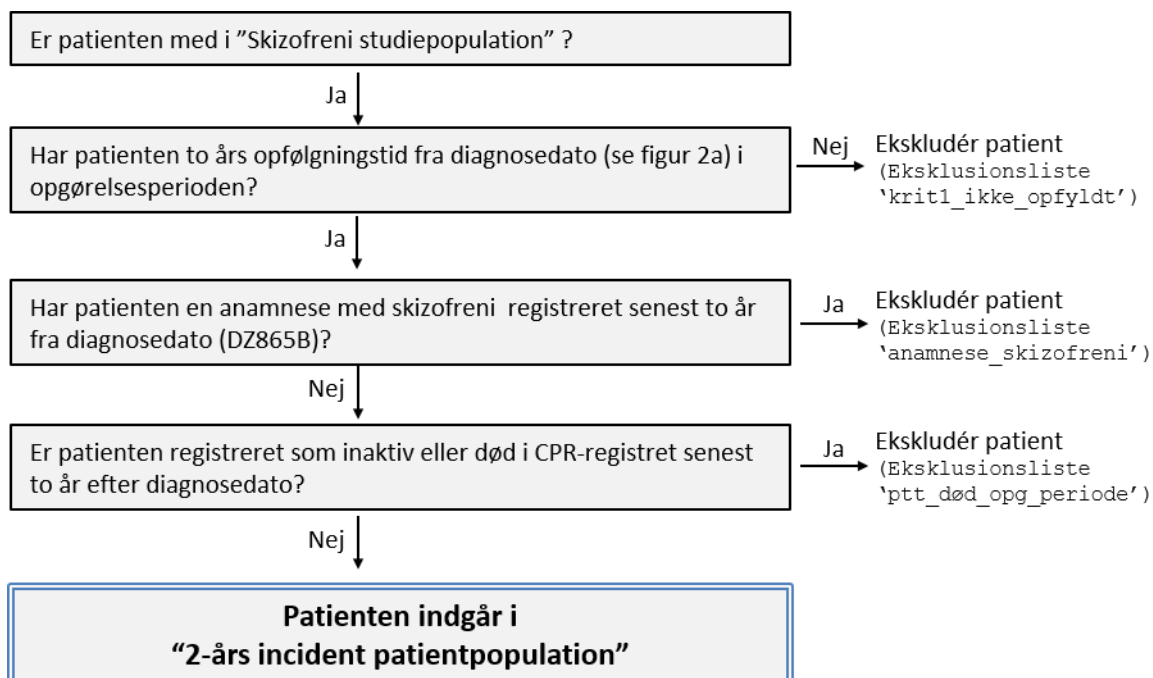 Er patienten med i ”Skizofreni studiepopulation” ?
Ja
Har patienten to års opfølgningstid fra diagnosedato (se figur 2a) i
opgørelsesperioden?
Nej
Ekskludér patient
(Eksklusionsliste
‘krit1_ikke_opfyldt’)
Ja
Har patienten en anamnese med skizofreni registreret senest to år
fra diagnosedato (DZ865B)?
Ja
Ekskludér patient
(Eksklusionsliste
‘anamnese_skizofreni’)
Nej
Er patienten registreret som inaktiv eller død i CPR-registret senest
to år efter diagnosedato?
Ja
Ekskludér patient
(Eksklusionsliste
‘ptt_død_opg_periode’)
Nej
Patienten indgår i
“2-års incident patientpopulation”